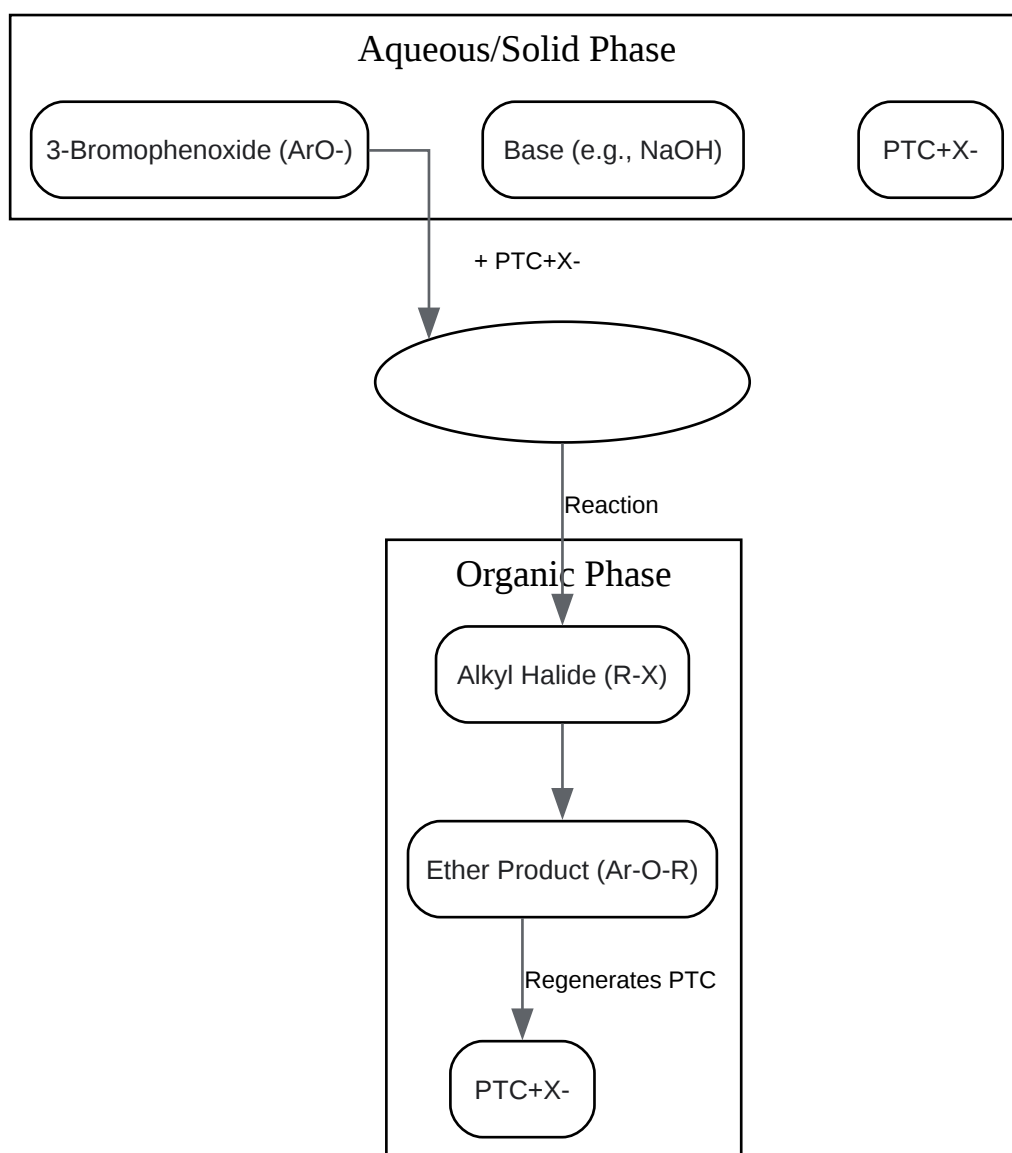 Aqueous/Solid Phase
3-Bromophenoxide (ArO-)
Base (e.g., NaOH)
PTC+X-
+ PTC+X-
Reaction
Organic Phase
Alkyl Halide (R-X)
Ether Product (Ar-O-R)
Regenerates PTC
PTC+X-